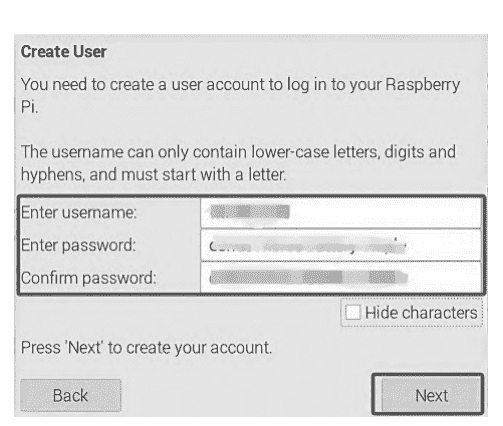 Create User
You need to create a user account to log in to your Raspberry
Pi.
The username can only contain lower-case letters, digits and
hyphens, and must start with a letter.
Enter username:
Enter password:
Confirm password:
Hide characters
Press 'Next' to create your account.
Back Next